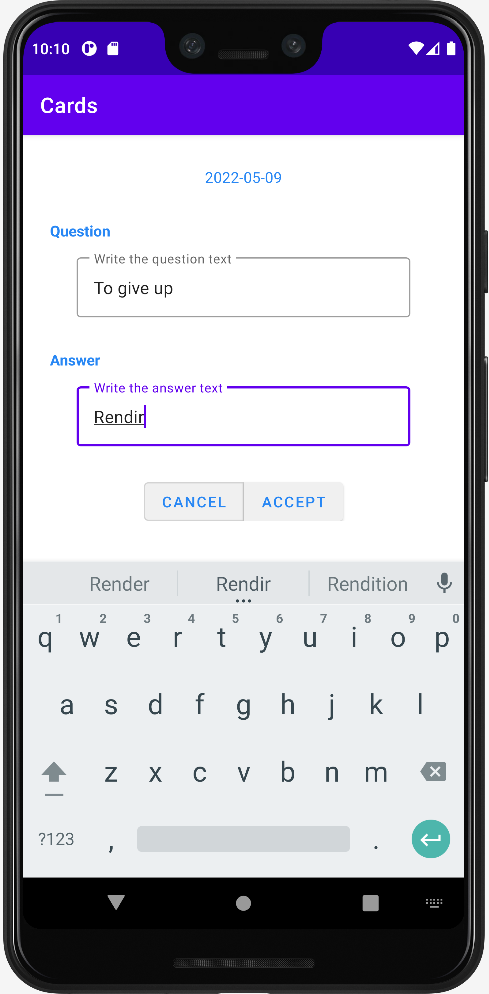 10:10
Cards
2022-05-09
Question
Write the question text
To give up
Answer
Write the answer text
Rendir
CANCEL ACCEPT
Render Rendir Rendition
1 2 3 4 5 6 7 8 9 0
q w e r t y u i o p
a s d f g h j k l
z x c v b n m
?123 , .